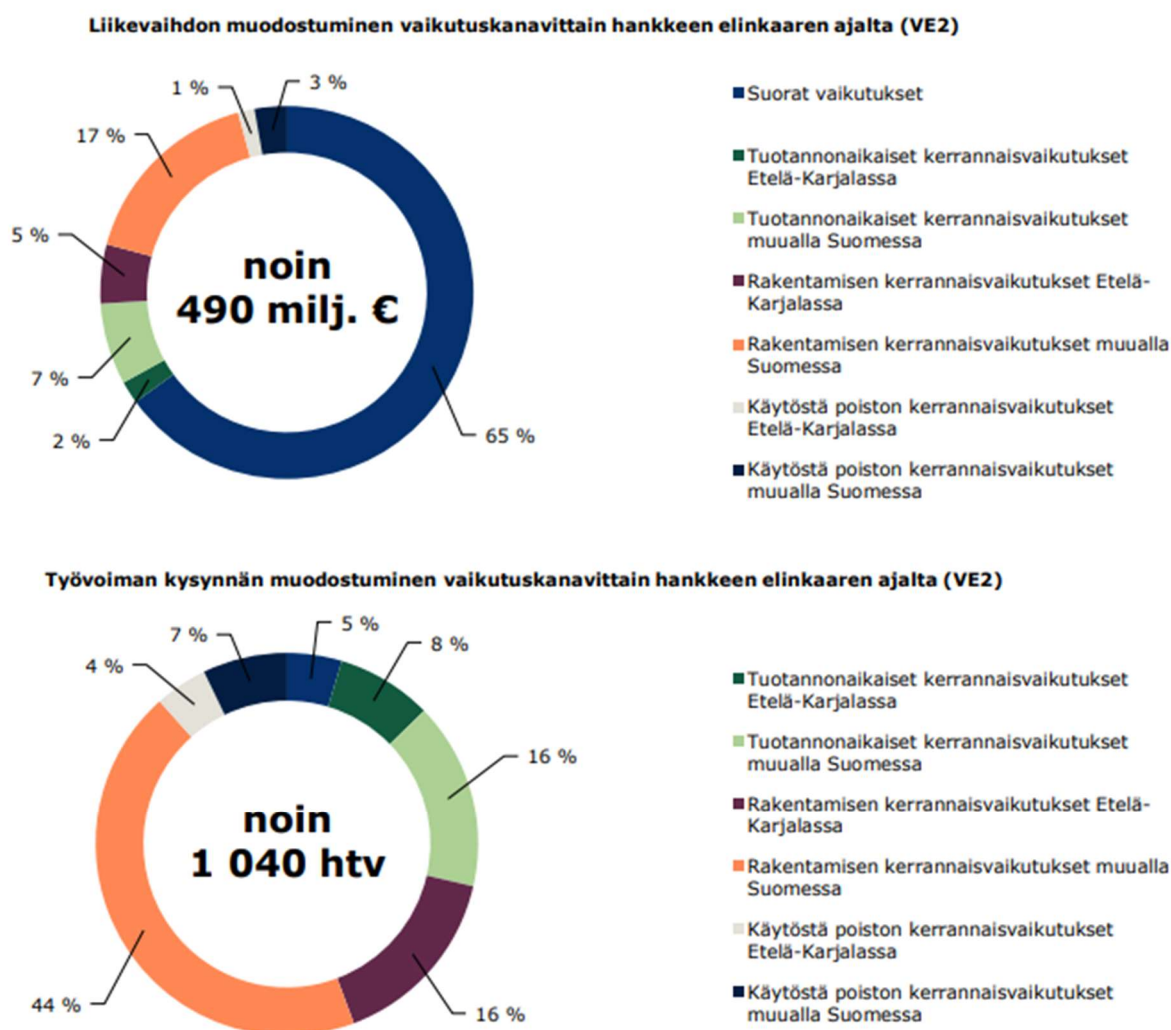 Liikevaihdon muodostuminen vaikutuskanavittain hankkeen elinkaaren ajalta (VE2)
1 %
3 %
17 %
5 %
7 %
2 %
65 %
noin
490 milj. €
Suorat vaikutukset
Tuotannonaikaiset kerrannaisvaikutukset
Etelä-Karjalassa
Tuotannonaikaiset kerrannaisvaikutukset
muualla Suomessa
Rakentamisen kerrannaisvaikutukset Etelä-
Karjalassa
Rakentamisen kerrannaisvaikutukset muualla
Suomessa
Käytöstä poiston kerrannaisvaikutukset
Etelä-Karjalassa
Käytöstä poiston kerrannaisvaikutukset
muualla Suomessa
Työvoiman kysynnän muodostuminen vaikutuskanavittain hankkeen elinkaaren ajalta (VE2)
7 %
5 %
8 %
4 %
16 %
44 %
16 %
noin
1 040 htv
Tuotannonaikaiset kerrannaisvaikutukset
Etelä-Karjalassa
Tuotannonaikaiset kerrannaisvaikutukset
muualla Suomessa
Rakentamisen kerrannaisvaikutukset Etelä-
Karjalassa
Rakentamisen kerrannaisvaikutukset muualla
Suomessa
Käytöstä poiston kerrannaisvaikutukset
Etelä-Karjalassa
Käytöstä poiston kerrannaisvaikutukset
muualla Suomessa